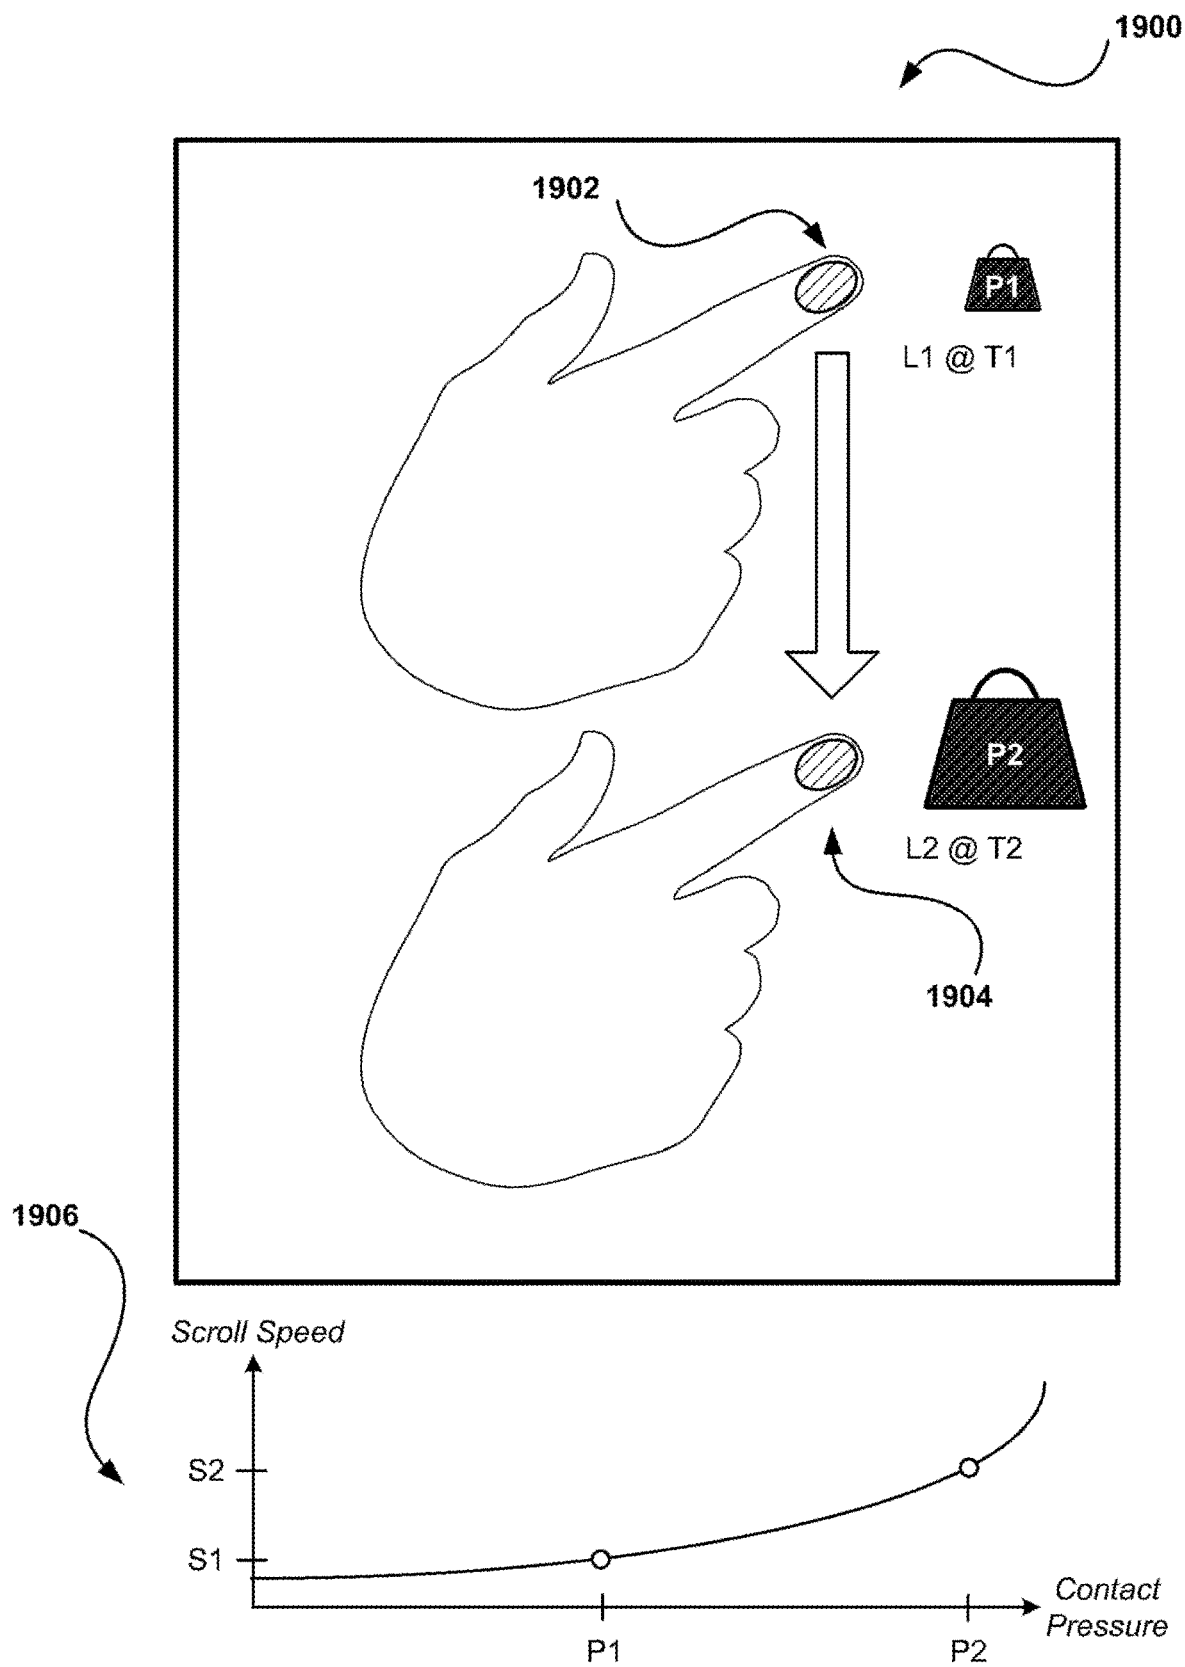 1900
1902
P1
L1 @ T1
P2
L2 @ T2
1904
1906
Scroll Speed
S2
S1
Contact
Pressure
P1
P2